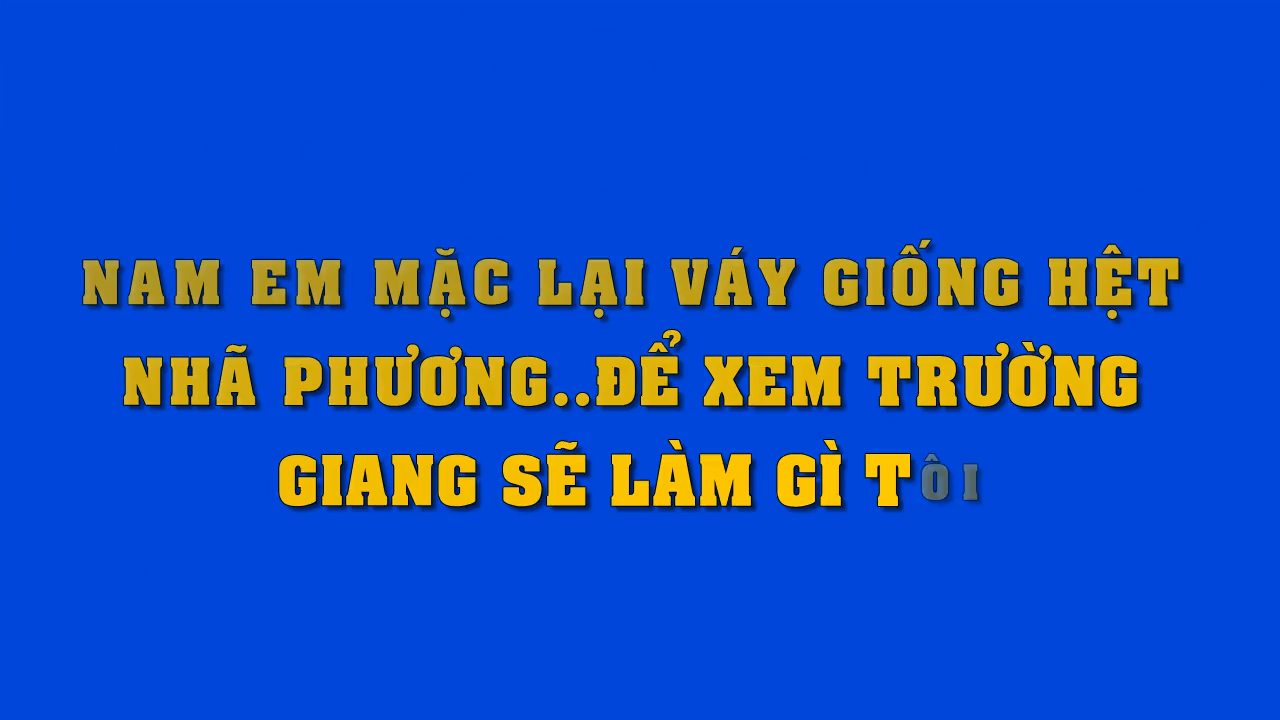 NAM EM MẶC LẠI VÁY GIỐNG HỆT
NHÃ PHƯƠNG..ĐỂ XEM TRƯỜNG
GIANG SẼ LÀM GÌ TÔI